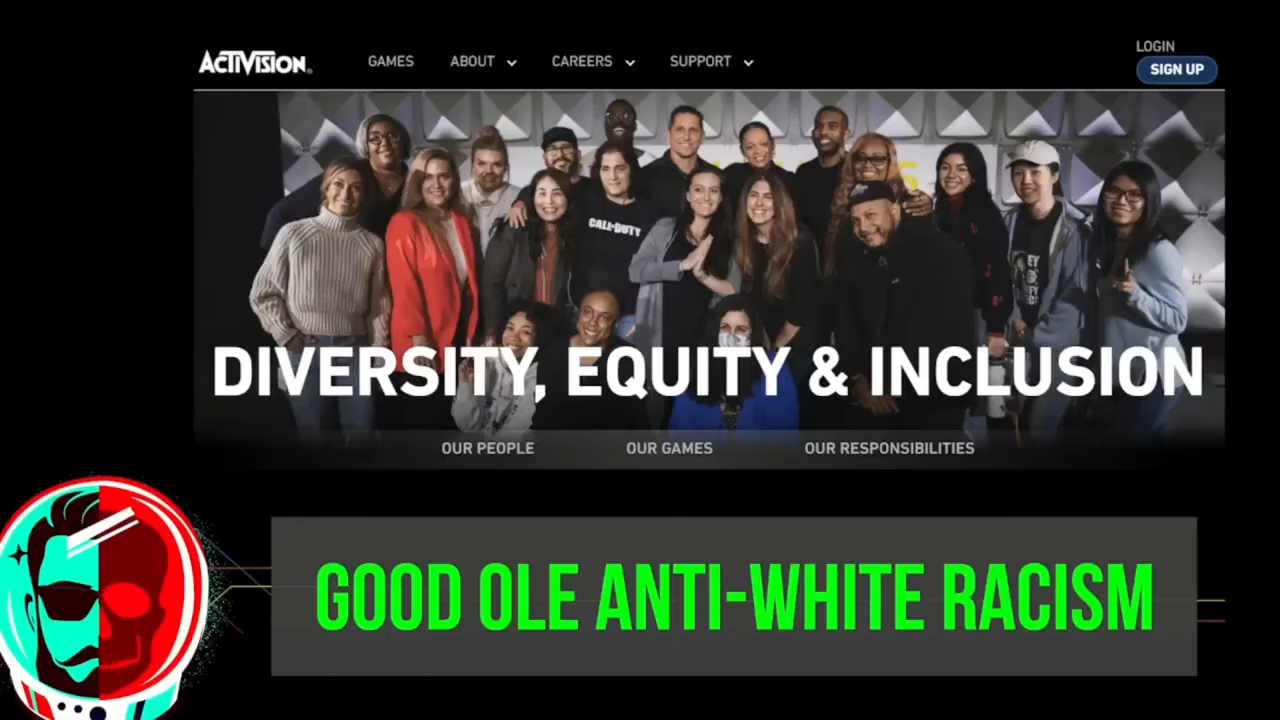 ACTIVISION
GAMES ABOUT CAREERS SUPPORT
LOGIN
SIGN UP
CALL OF DUTY
DIVERSITY, EQUITY & INCLUSION
OUR PEOPLE OUR GAMES OUR RESPONSIBILITIES
GOOD OLE ANTI-WHITE RACISM